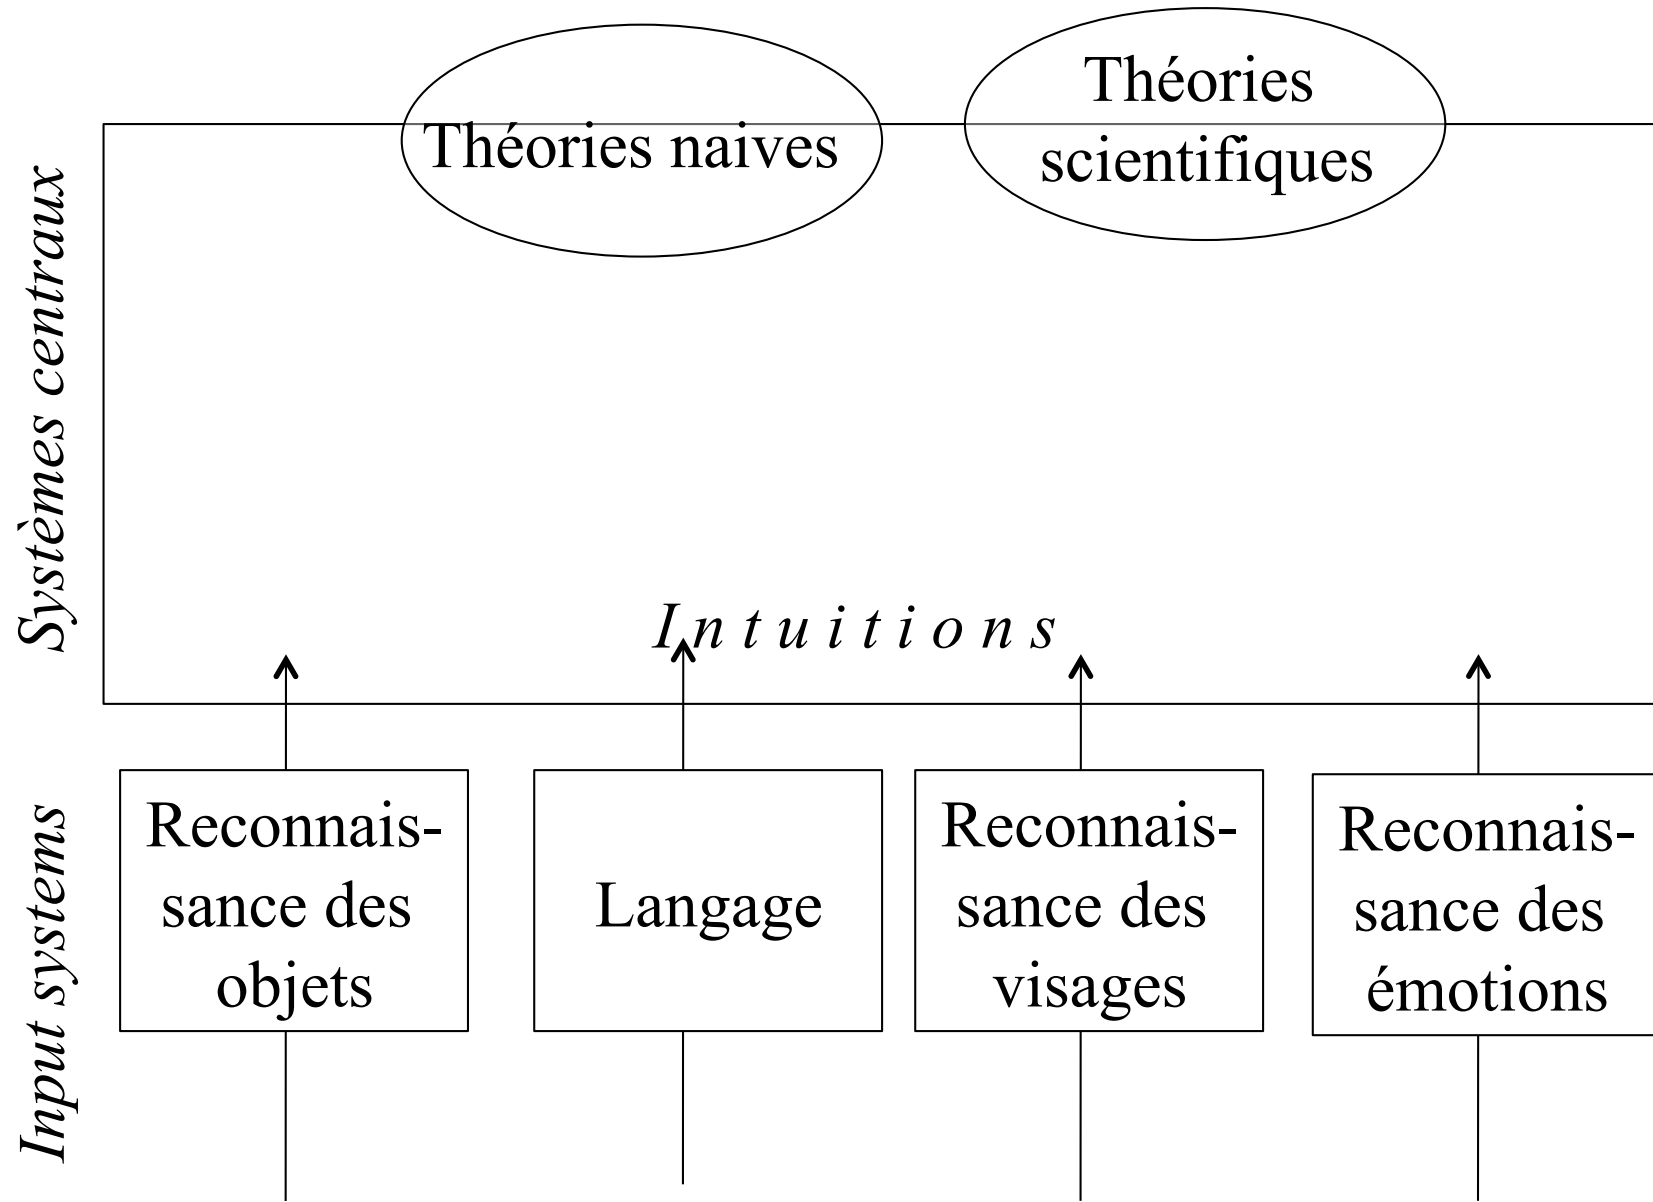 Théories naives
Théories
scientifiques
Systèmes centraux
Intuitions
Input systems
Reconnais-
sance des
objets
Langage
Reconnais-
sance des
visages
Reconnais-
sance des
émotions